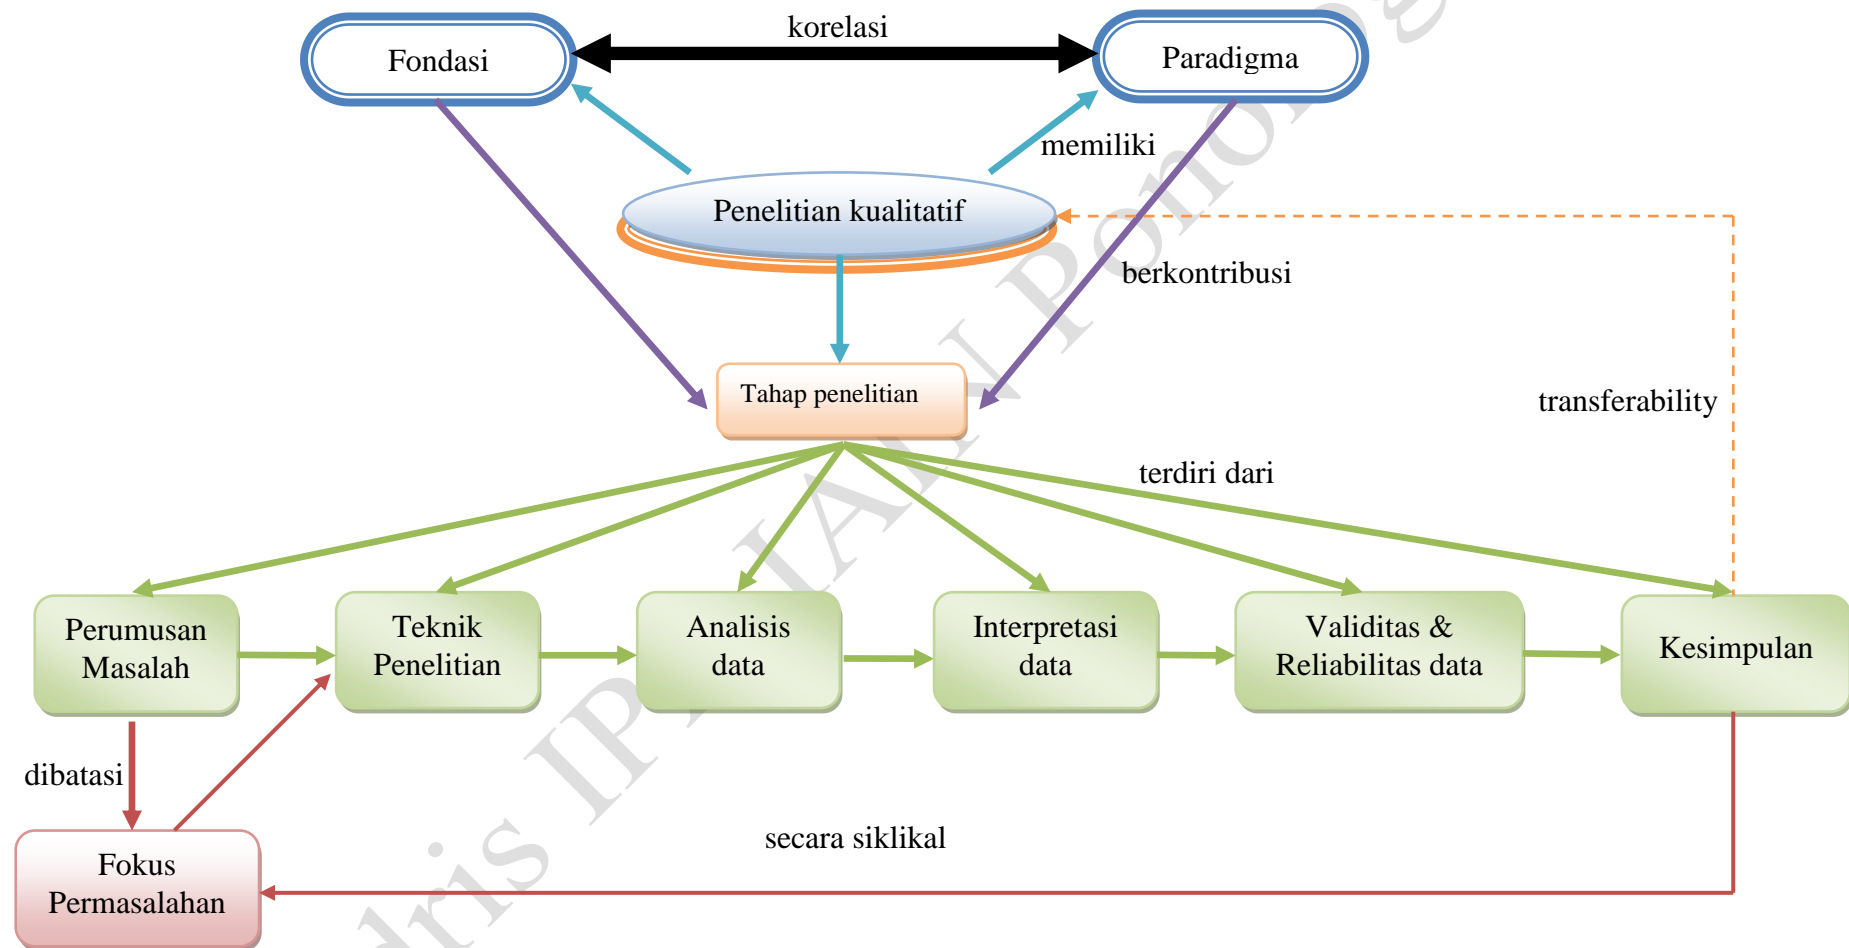 korelasi
Fondasi
Paradigma
memiliki
Penelitian kualitatif
berkontribusi
Tahap penelitian
transferability
terdiri dari
Perumusan
Masalah
Teknik
Penelitian
Analisis
data
Interpretasi
data
Validitas &
Reliabilitas data
Kesimpulan
dibatasi
secara siklikal
Fokus
Permasalahan